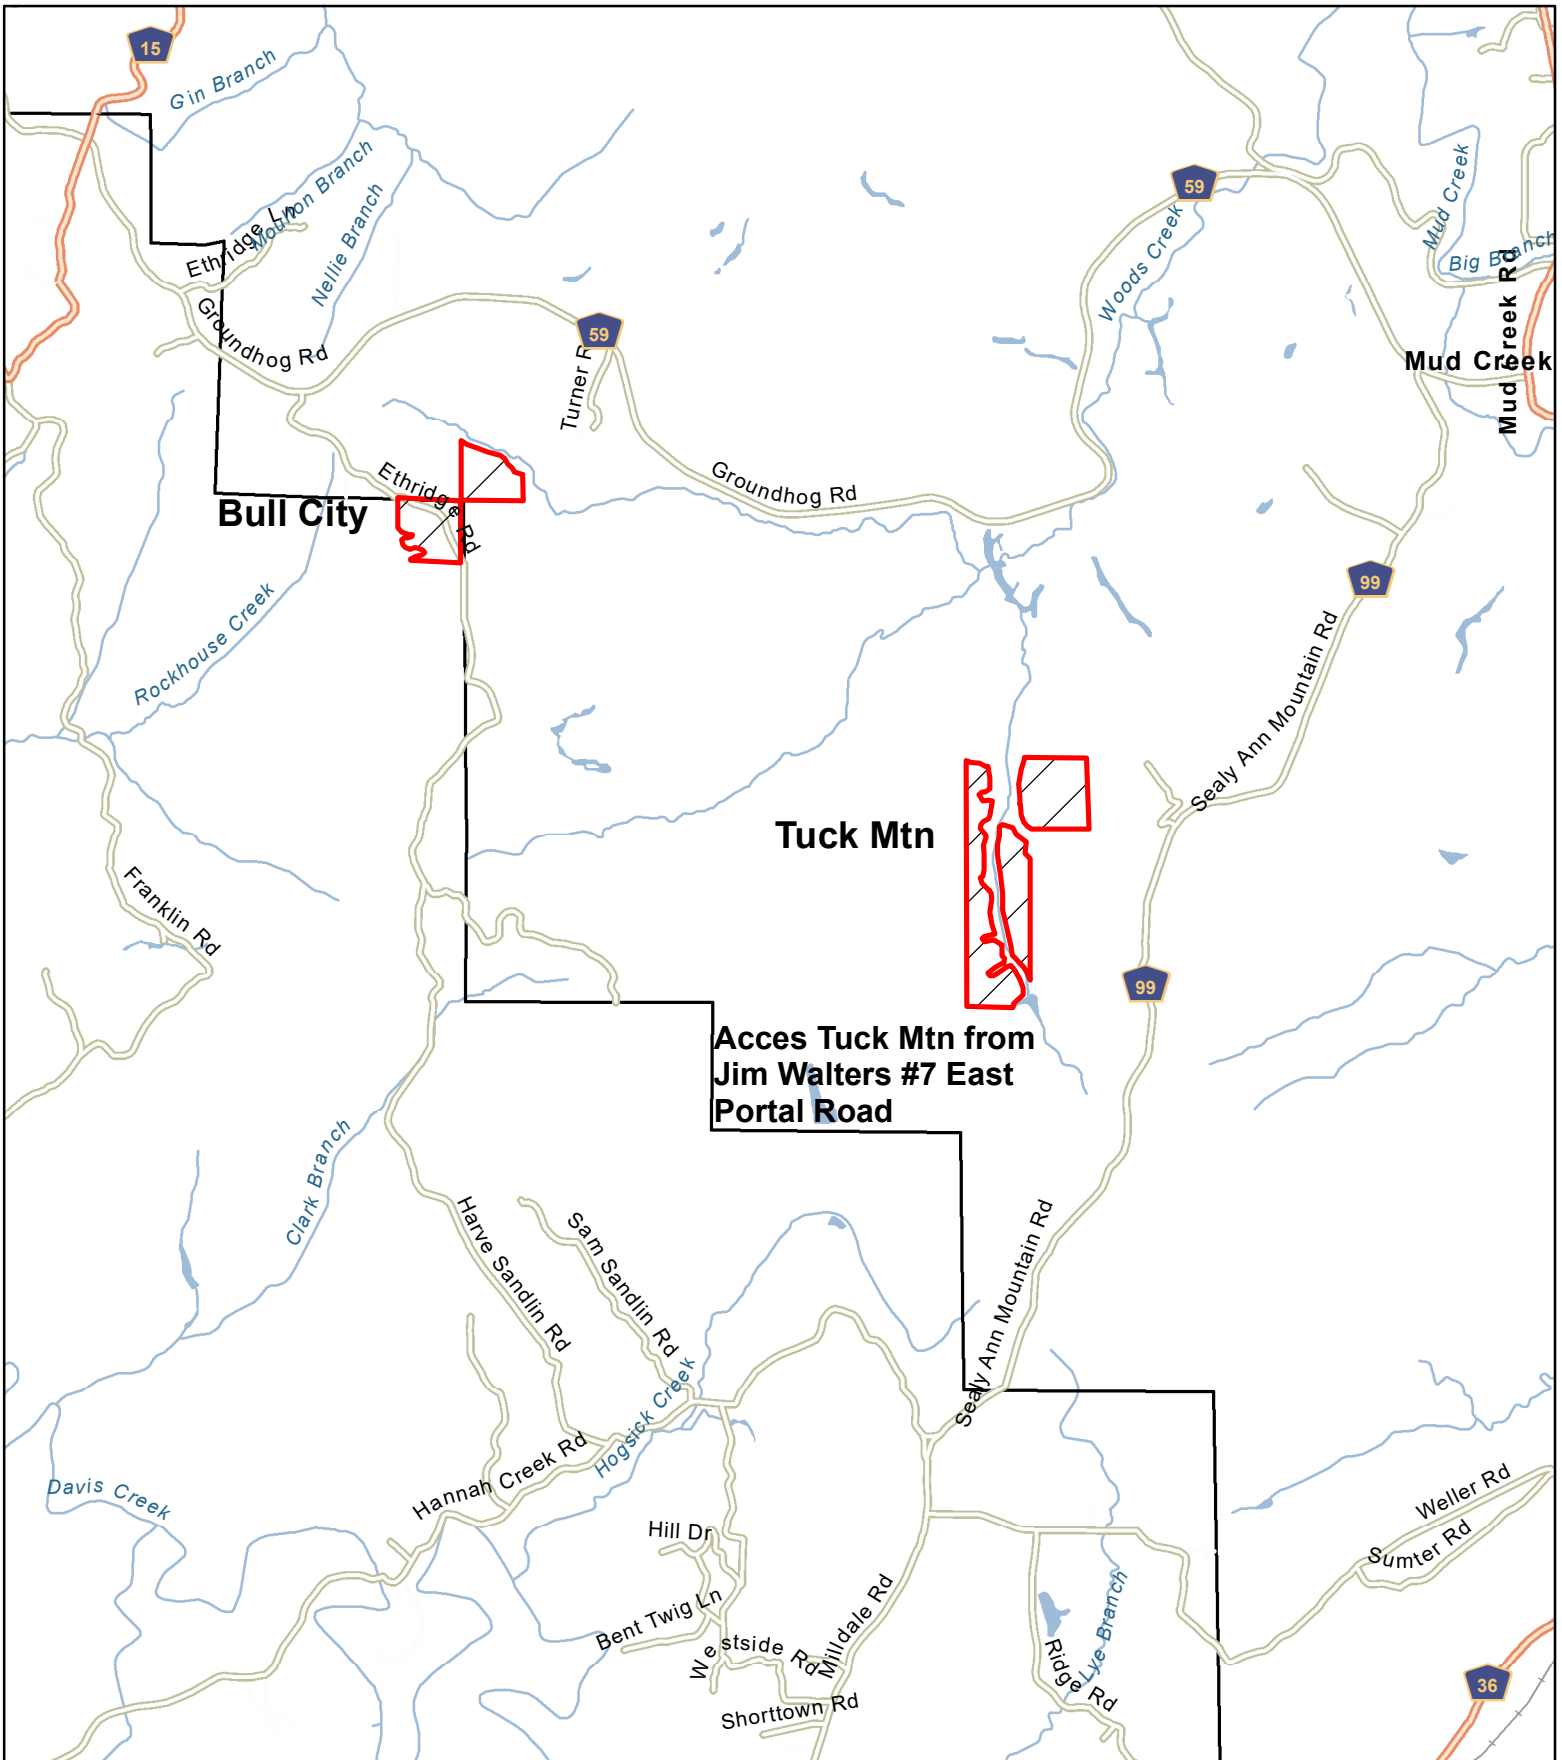 15
Gin Branch
Moulton Branch
Ethridge Ln
Nellie Branch
Groundhog Rd
59
Turner R
59
Woods Creek
Mud Creek
Big Branch
Mud Creek Rd
Mud Creek
Ethridge Rd
Bull City
Groundhog Rd
99
Rockhouse Creek
Sealy Ann Mountain Rd
Tuck Mtn
Franklin Rd
99
Acces Tuck Mtn from
Jim Walters #7 East
Portal Road
Clark Branch
Harve Sandlin Rd
Sam Sandlin Rd
Sealy Ann Mountain Rd
Hogsick Creek
Hannah Creek Rd
Davis Creek
Weller Rd
Sumter Rd
Hill Dr
Bent Twig Ln
Westside Rd
Milldale Rd
Shorttown Rd
Ridge Rd
Lye Branch
36